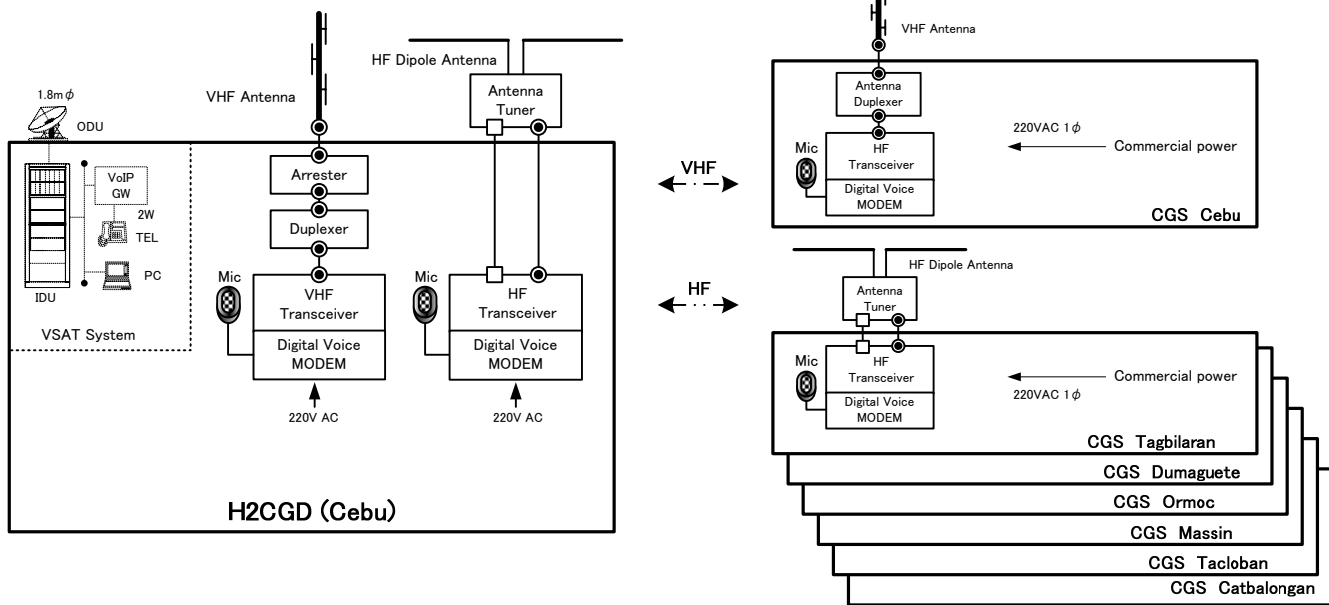 1.8mφ
ODU
VoIP
GW
2W
TEL
PC
IDU
VSAT System
VHF Antenna
Arrester
Duplexer
Mic
VHF
Transceiver
Digital Voice
MODEM
220V AC
HF Dipole Antenna
Antenna
Tuner
Mic
HF
Transceiver
Digital Voice
MODEM
220V AC
H2CGD (Cebu)
VHF
HF
VHF Antenna
Antenna
Duplexer
Mic
HF
Transceiver
Digital Voice
MODEM
220VAC 1φ
Commercial power
CGS Cebu
HF Dipole Antenna
Antenna
Tuner
Mic
HF
Transceiver
Digital Voice
MODEM
Commercial power
220VAC 1φ
CGS Tagbilaran
CGS Dumaguete
CGS Ormoc
CGS Massin
CGS Tacloban
CGS Catbalongan